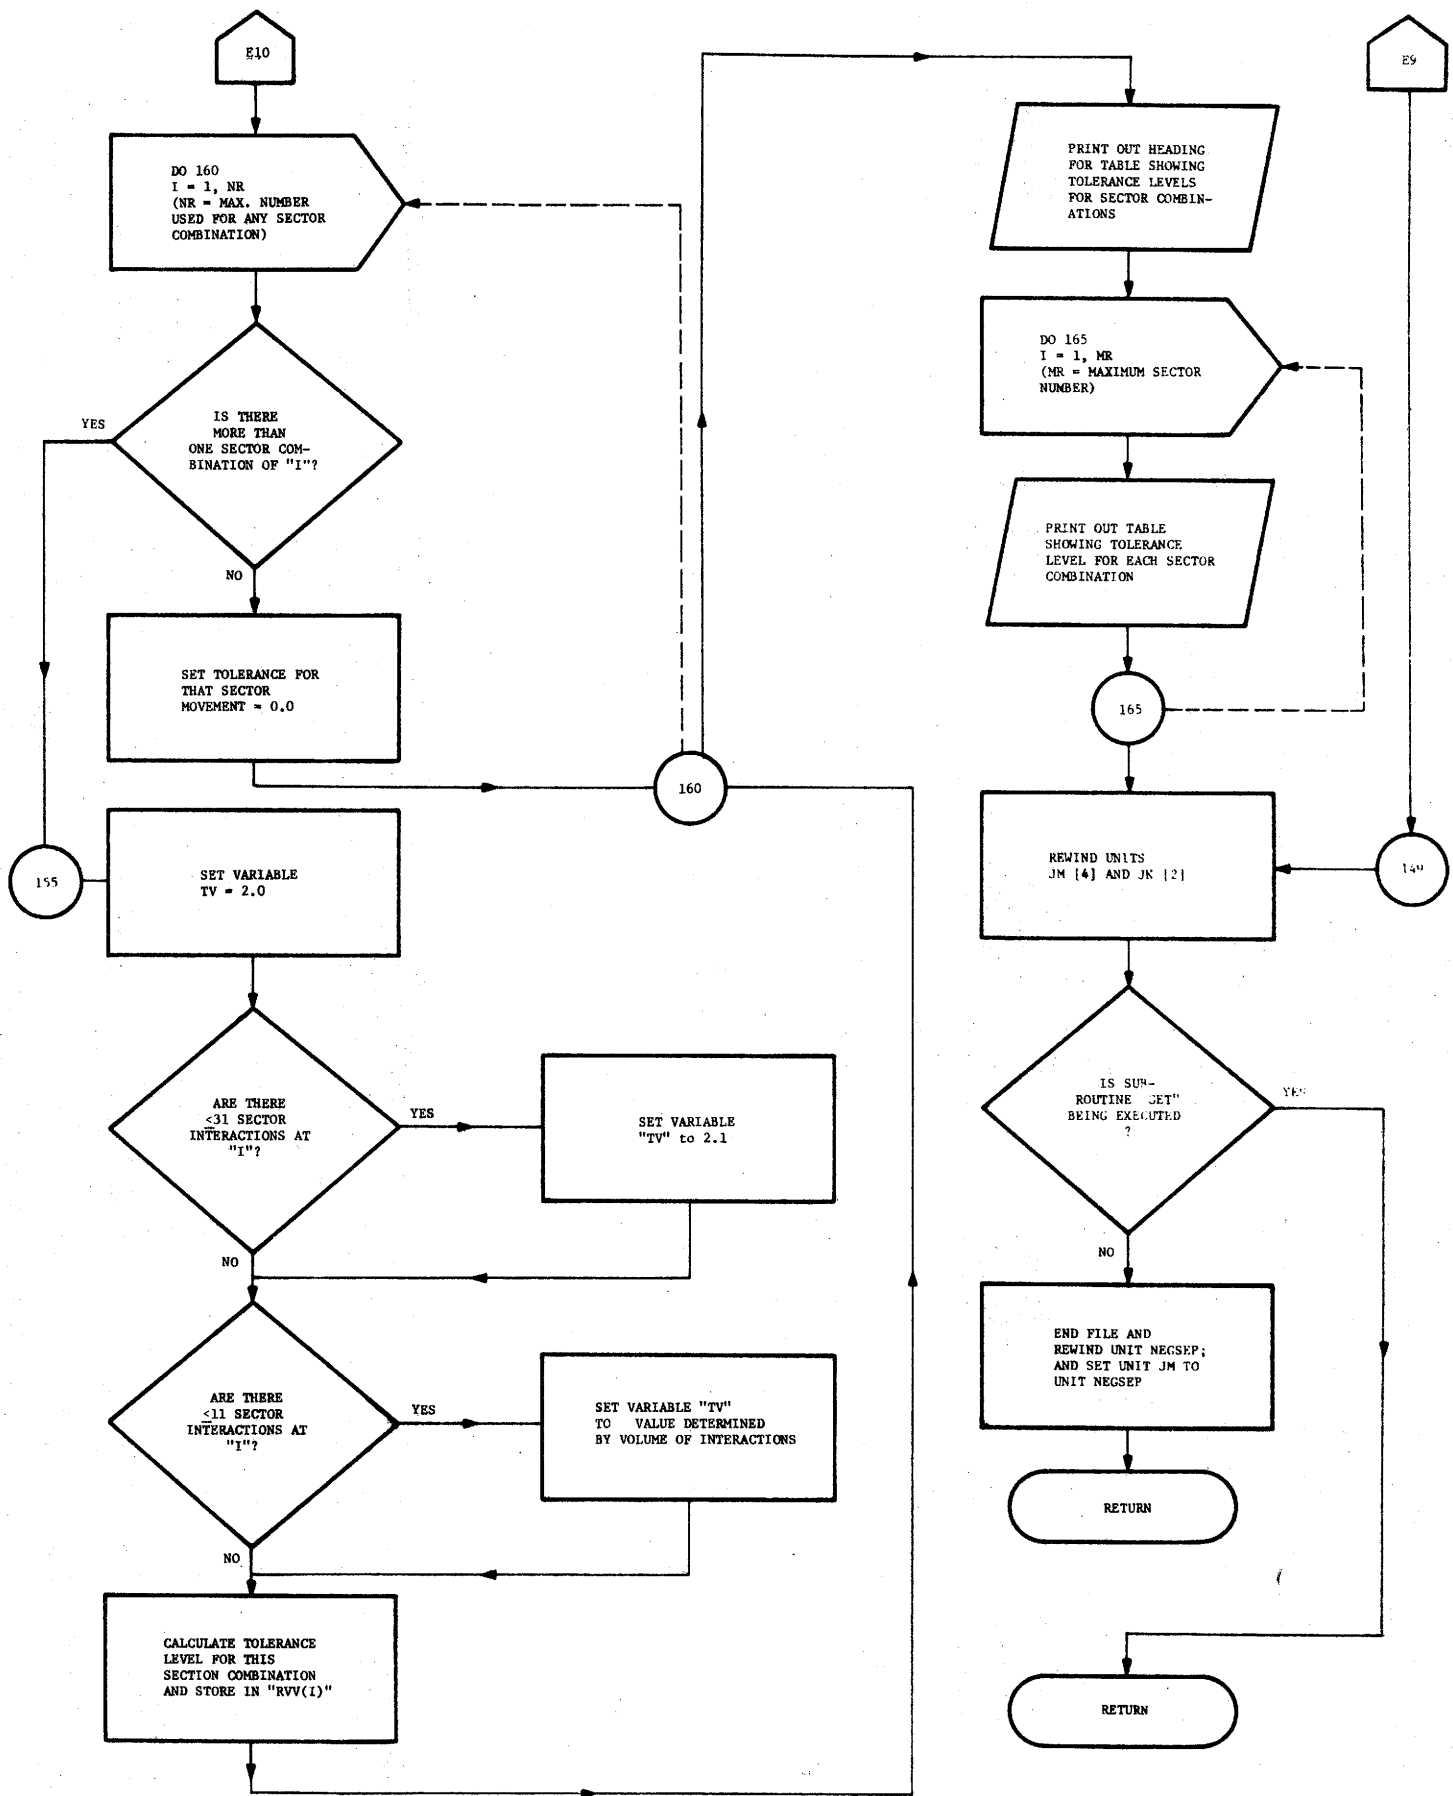 E10
DO 160
I = 1, NR
(NR = MAX. NUMBER
USED FOR ANY SECTOR
COMBINATION)
YES
IS THERE
MORE THAN
ONE SECTOR COM-
BINATION OF "I"?
NO
SET TOLERANCE FOR
THAT SECTOR
MOVEMENT = 0.0
160
155
SET VARIABLE
TV = 2.0
ARE THERE
≤31 SECTOR
INTERACTIONS AT
"I"?
YES
SET VARIABLE
"TV" to 2.1
NO
ARE THERE
≤11 SECTOR
INTERACTIONS AT
"I"?
YES
SET VARIABLE "TV"
TO VALUE DETERMINED
BY VOLUME OF INTERACTIONS
NO
CALCULATE TOLERANCE
LEVEL FOR THIS
SECTION COMBINATION
AND STORE IN "RVV(I)"
PRINT OUT HEADING
FOR TABLE SHOWING
TOLERANCE LEVELS
FOR SECTOR COMBIN-
ATIONS
DO 165
I = 1, MR
(MR = MAXIMUM SECTOR
NUMBER)
PRINT OUT TABLE
SHOWING TOLERANCE
LEVEL FOR EACH SECTOR
COMBINATION
165
E9
149
REWIND UNITS
JM [4] AND JK [2]
IS SUB-
ROUTINE GET"
BEING EXECUTED
?
YES
NO
END FILE AND
REWIND UNIT NEGSEP;
AND SET UNIT JM TO
UNIT NEGSEP
RETURN
RETURN